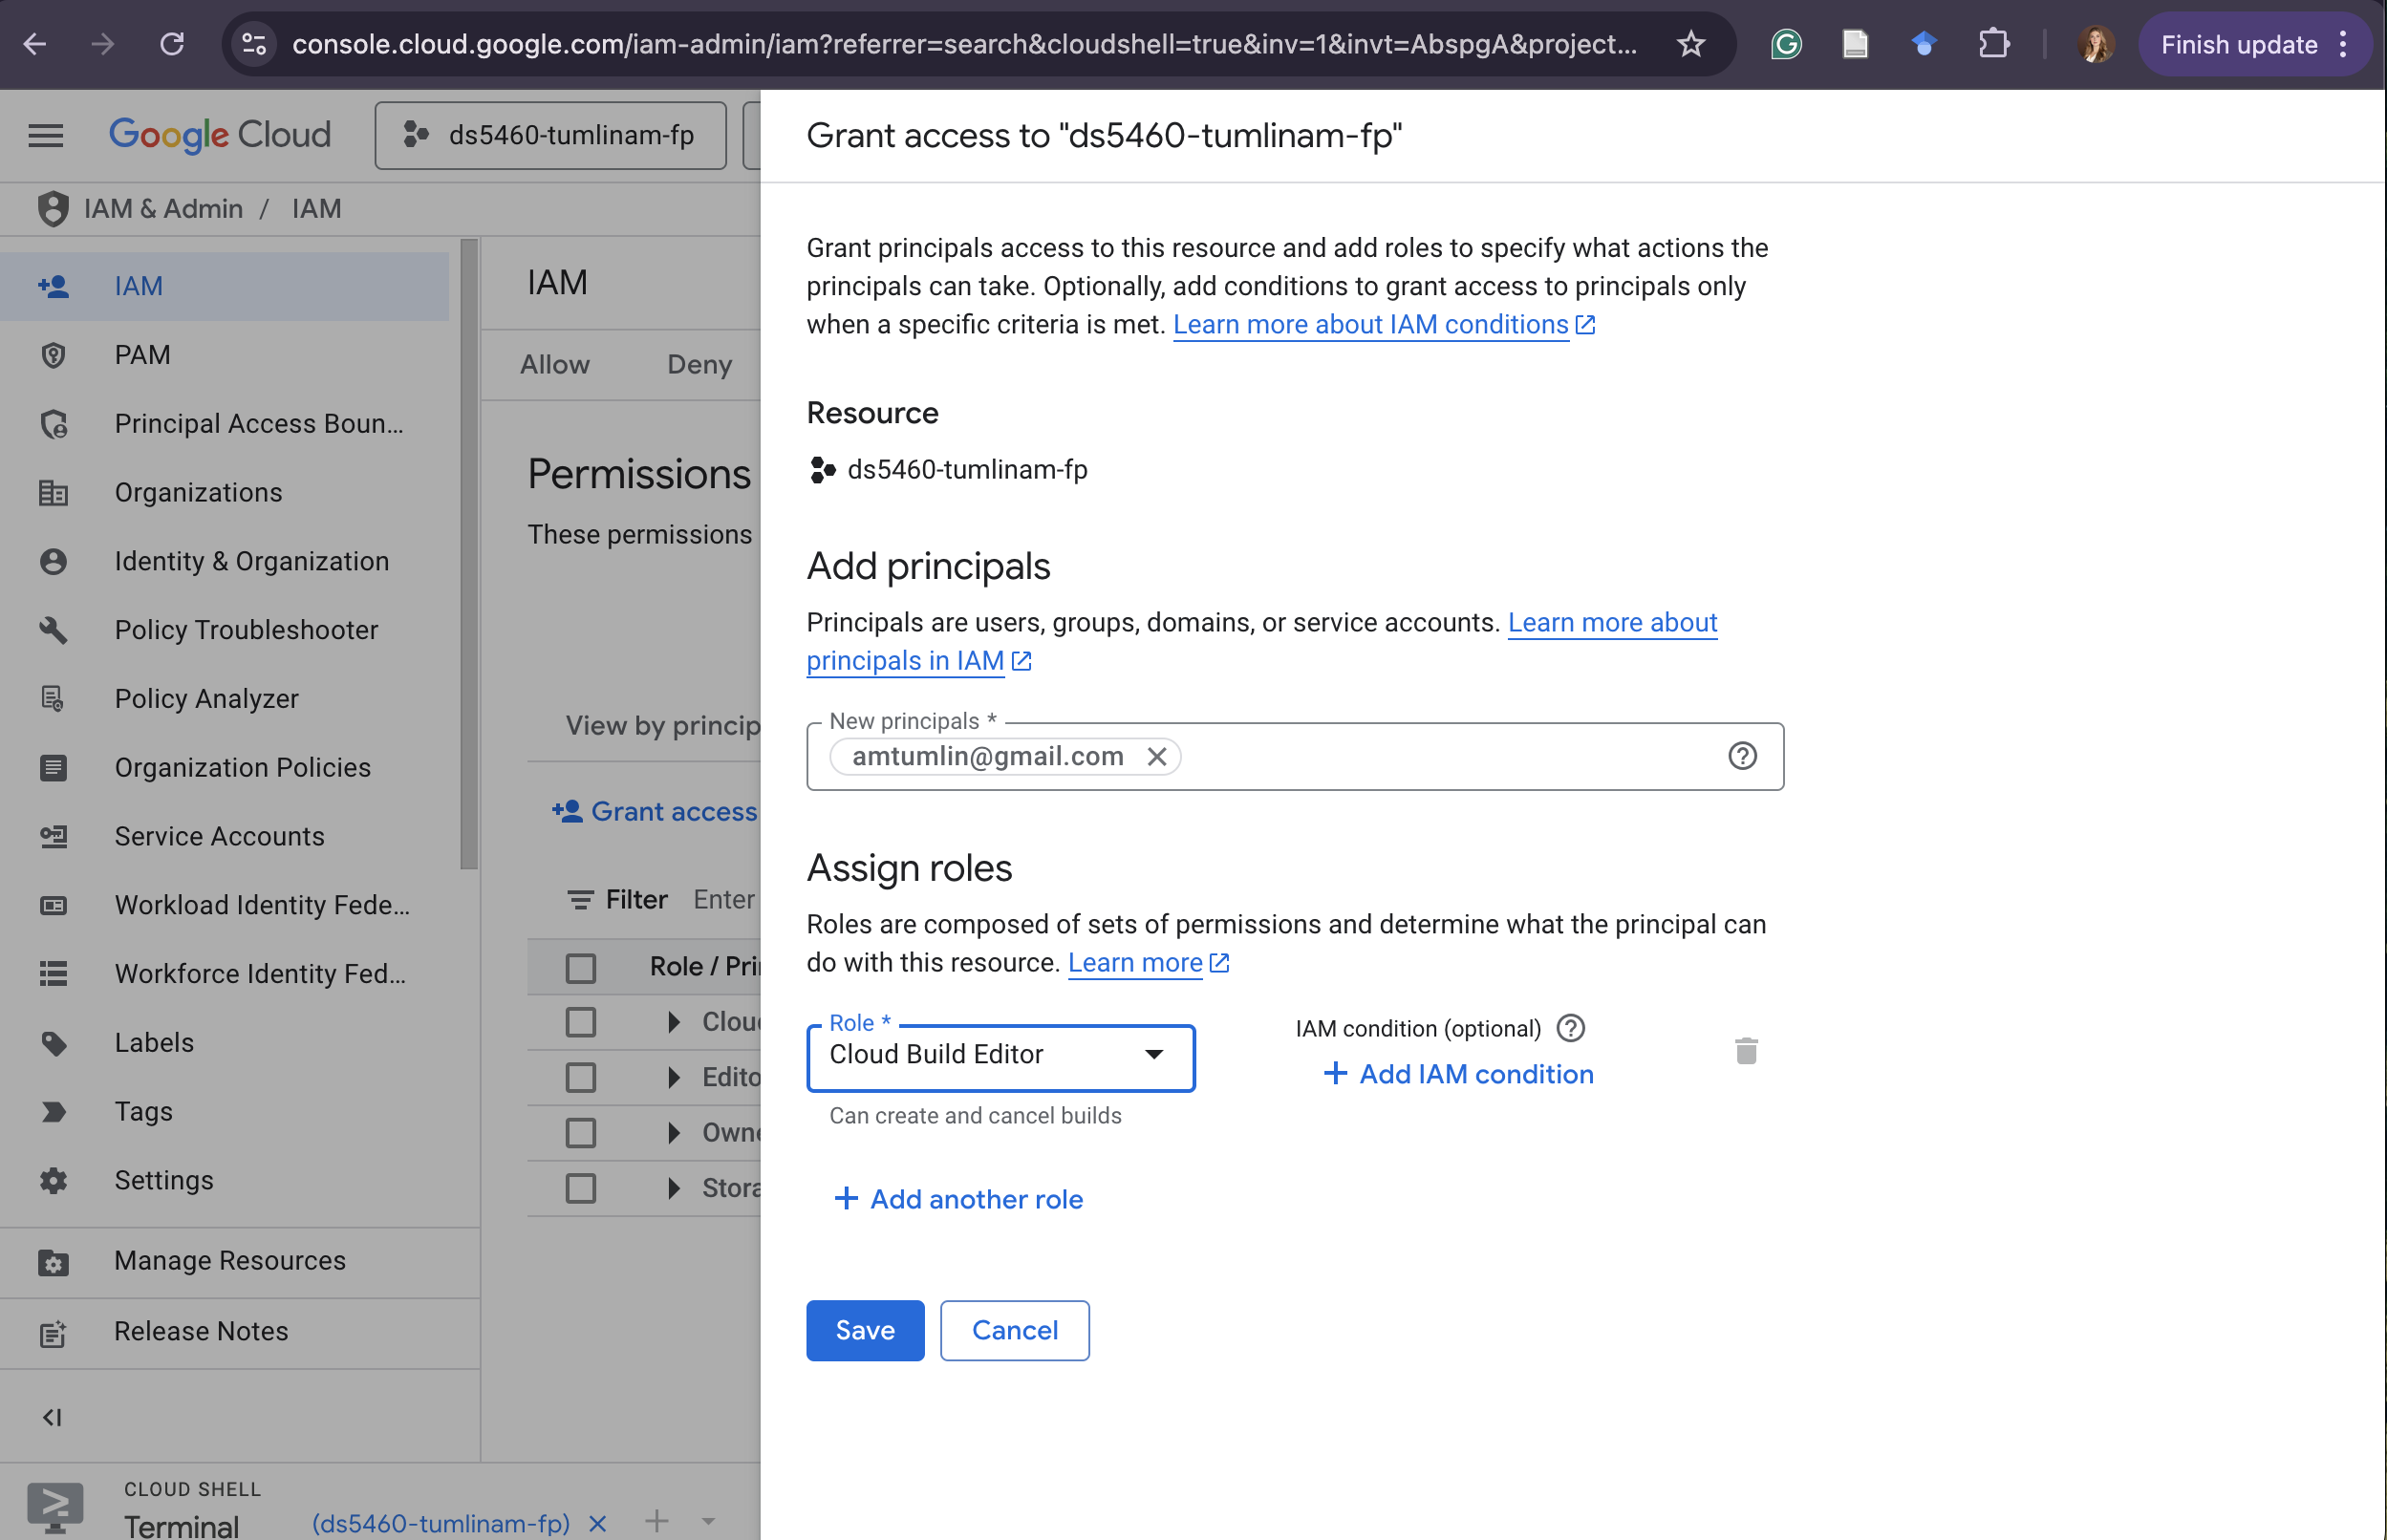 console.cloud.google.com/iam-admin/iam?referrer=search&cloudshell=true&inv=1&invt=AbspgA&project...
Finish update
Google Cloud
ds5460-tumlinam-fp
IAM & Admin / IAM
IAM
PAM
Principal Access Boun...
Organizations
Identity & Organization
Policy Troubleshooter
Policy Analyzer
Organization Policies
Service Accounts
Workload Identity Fede...
Workforce Identity Fed...
Labels
Tags
Settings
Manage Resources
Release Notes
IAM
Allow Deny
Permissions
These permissions
View by princip
Grant access
Filter Enter
Role / Pri
Clou
Edito
Own
Stora
Grant access to "ds5460-tumlinam-fp"
Grant principals access to this resource and add roles to specify what actions the
principals can take. Optionally, add conditions to grant access to principals only
when a specific criteria is met. Learn more about IAM conditions
Resource
ds5460-tumlinam-fp
Add principals
Principals are users, groups, domains, or service accounts. Learn more about
principals in IAM
New principals *
amtumlin@gmail.com
Assign roles
Roles are composed of sets of permissions and determine what the principal can
do with this resource. Learn more
Role *
Cloud Build Editor
Can create and cancel builds
IAM condition (optional)
+ Add IAM condition
+ Add another role
Save Cancel
CLOUD SHELL
Terminal (ds5460-tumlinam-fp)